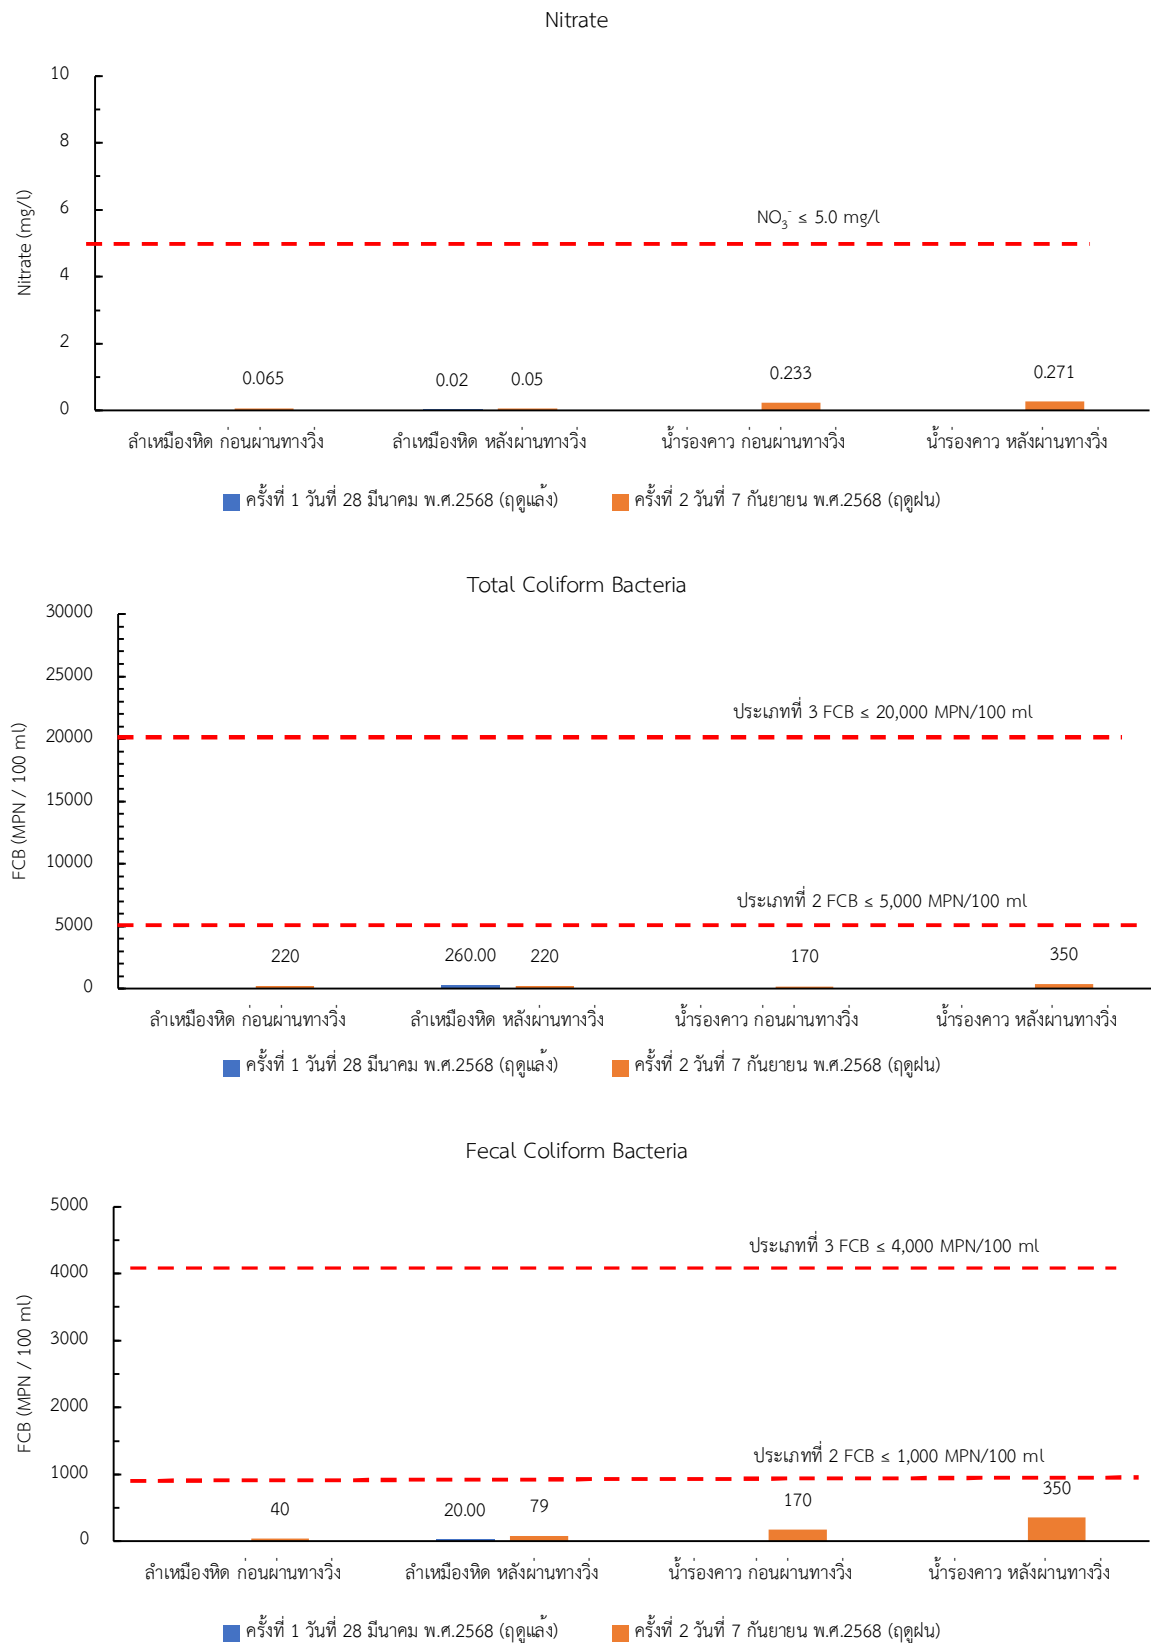 Nitrate
10
8
6
4
2
0
Nitrate (mg/l)
NO₃⁻ ≤ 5.0 mg/l
0.065
0.02
0.05
0.233
0.271
ลำเหมืองหิด ก่อนผ่านทางวิ่ง
ลำเหมืองหิด หลังผ่านทางวิ่ง
น้ำรองคาว ก่อนผ่านทางวิ่ง
น้ำรองคาว หลังผ่านทางวิ่ง
ครั้งที่ 1 วันที่ 28 มีนาคม พ.ศ.2568 (ฤดูแล้ง)
ครั้งที่ 2 วันที่ 7 กันยายน พ.ศ.2568 (ฤดูฝน)
Total Coliform Bacteria
30000
25000
20000
15000
10000
5000
0
FCB (MPN / 100 ml)
ประเภทที่ 3 FCB ≤ 20,000 MPN/100 ml
ประเภทที่ 2 FCB ≤ 5,000 MPN/100 ml
220
260.00
220
170
350
ลำเหมืองหิด ก่อนผ่านทางวิ่ง
ลำเหมืองหิด หลังผ่านทางวิ่ง
น้ำรองคาว ก่อนผ่านทางวิ่ง
น้ำรองคาว หลังผ่านทางวิ่ง
ครั้งที่ 1 วันที่ 28 มีนาคม พ.ศ.2568 (ฤดูแล้ง)
ครั้งที่ 2 วันที่ 7 กันยายน พ.ศ.2568 (ฤดูฝน)
Fecal Coliform Bacteria
5000
4000
3000
2000
1000
0
FCB (MPN / 100 ml)
ประเภทที่ 3 FCB ≤ 4,000 MPN/100 ml
ประเภทที่ 2 FCB ≤ 1,000 MPN/100 ml
40
20.00
79
170
350
ลำเหมืองหิด ก่อนผ่านทางวิ่ง
ลำเหมืองหิด หลังผ่านทางวิ่ง
น้ำรองคาว ก่อนผ่านทางวิ่ง
น้ำรองคาว หลังผ่านทางวิ่ง
ครั้งที่ 1 วันที่ 28 มีนาคม พ.ศ.2568 (ฤดูแล้ง)
ครั้งที่ 2 วันที่ 7 กันยายน พ.ศ.2568 (ฤดูฝน)